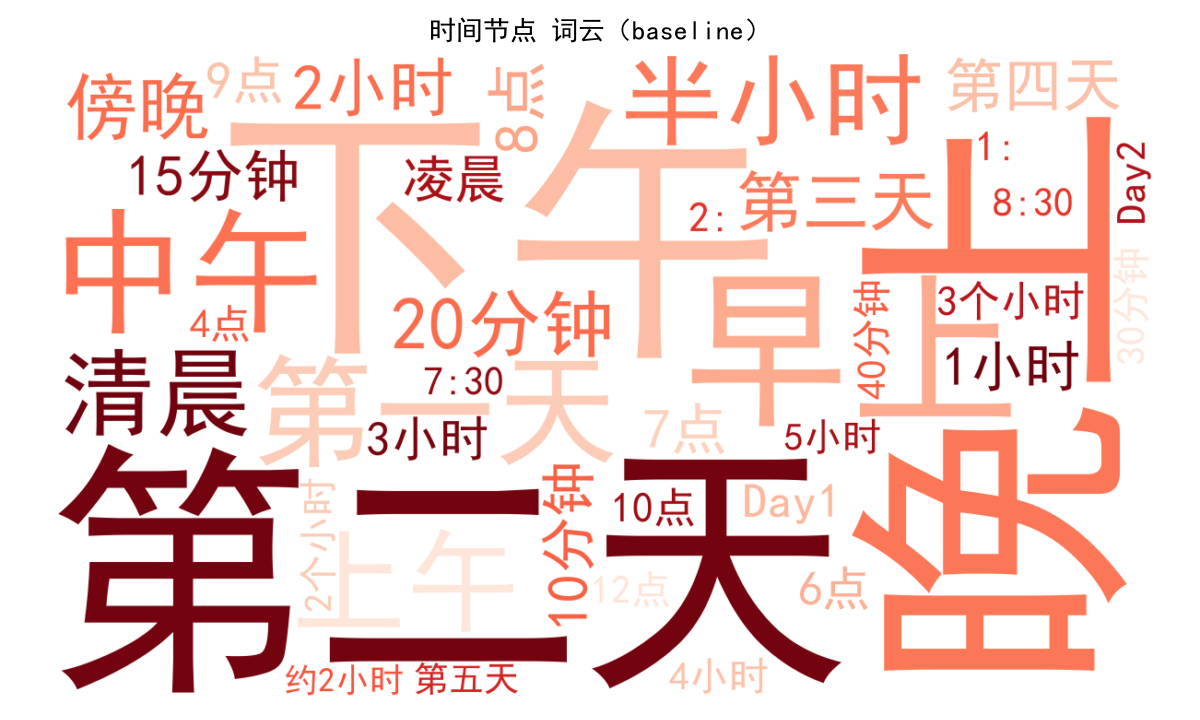 时间节点 词云（baseline）
傍晚
9点
2小时
8点
半小时
第四天
下午
15分钟
凌晨
2:
第三天
1:
8:30
Day2
晚上
中午
4点
20分钟
早上
40分钟
3个小时
30分钟
1小时
清晨
第一天
7:30
3小时
7点
5小时
第二天
2个小时
上午
10分钟
10点
Day1
12点
6点
约2小时
第五天
4小时